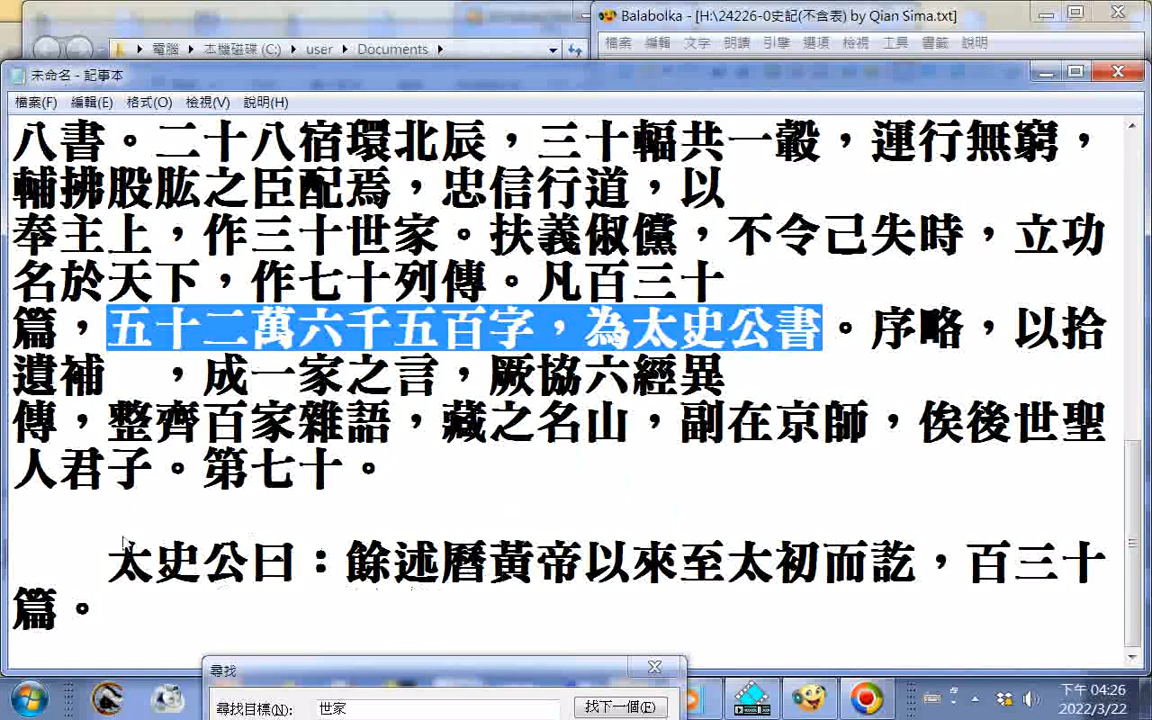 Balabolka - [H:\24226-0史記(不含表) by Qian Sima.txt]
電腦 ▸ 本機磁碟 (C:) ▸ user ▸ Documents ▸
檔案 編輯 文字 朗讀 引擎 選項 檢視 工具 書籤 說明
未命名 - 記事本
檔案(F) 編輯(E) 格式(O) 檢視(V) 說明(H)
八書。二十八宿環北辰，三十輻共一轂，運行無窮，
輔拂股肱之臣配焉，忠信行道，以
奉主上，作三十世家。扶義俶儻，不令己失時，立功
名於天下，作七十列傳。凡百三十
篇，五十二萬六千五百字，為太史公書。序略，以拾
遺補　，成一家之言，厥協六經異
傳，整齊百家雜語，藏之名山，副在京師，俟後世聖
人君子。第七十。
太史公曰：餘述曆黃帝以來至太初而訖，百三十
篇。
尋找
尋找目標(N): 世家 找下一個(E)
下午 04:26
2022/3/22